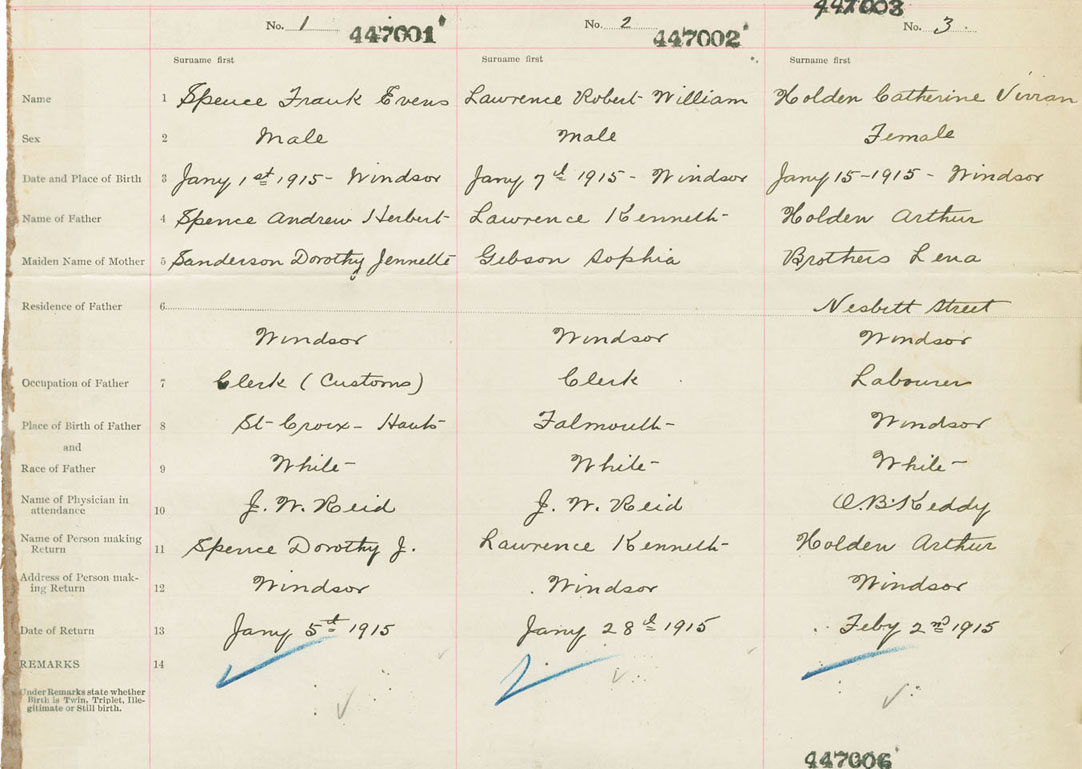 447003
No. 1 447001 No. 2 447002 No. 3.
Surname first Surname first Surname first
Name 1 Spence Frank Evens Lawrence Robert William Holden Catherine Vivian
Sex 2 Male Male Female
Date and Place of Birth 3 Jany 1st 1915 - Windsor Jany 7th 1915 - Windsor Jany 15 - 1915 - Windsor
Name of Father 4 Spence Andrew Herbert Lawrence Kenneth Holden Arthur
Maiden Name of Mother 5 Sanderson Dorothy Jennette Gibson Sophia Brothers Lena
Residence of Father 6 Nesbitt Street
Windsor Windsor Windsor
Occupation of Father 7 Clerk (Customs) Clerk Labourer
Place of Birth of Father 8 St- Croix - Hants Falmouth - Windsor
and
Race of Father 9 White - White - White -
Name of Physician in
attendance 10 J. W. Reid J. W. Reid O. B. Keddy
Name of Person making
Return 11 Spence Dorothy J. Lawrence Kenneth Holden Arthur
Address of Person mak-
ing Return 12 Windsor Windsor Windsor
Date of Return 13 Jany 5th 1915 Jany 28th 1915 Feby 2nd 1915
REMARKS 14
Under Remarks state whether
Birth is Twin, Triplet, Ille-
gitimate or Still birth.
447006